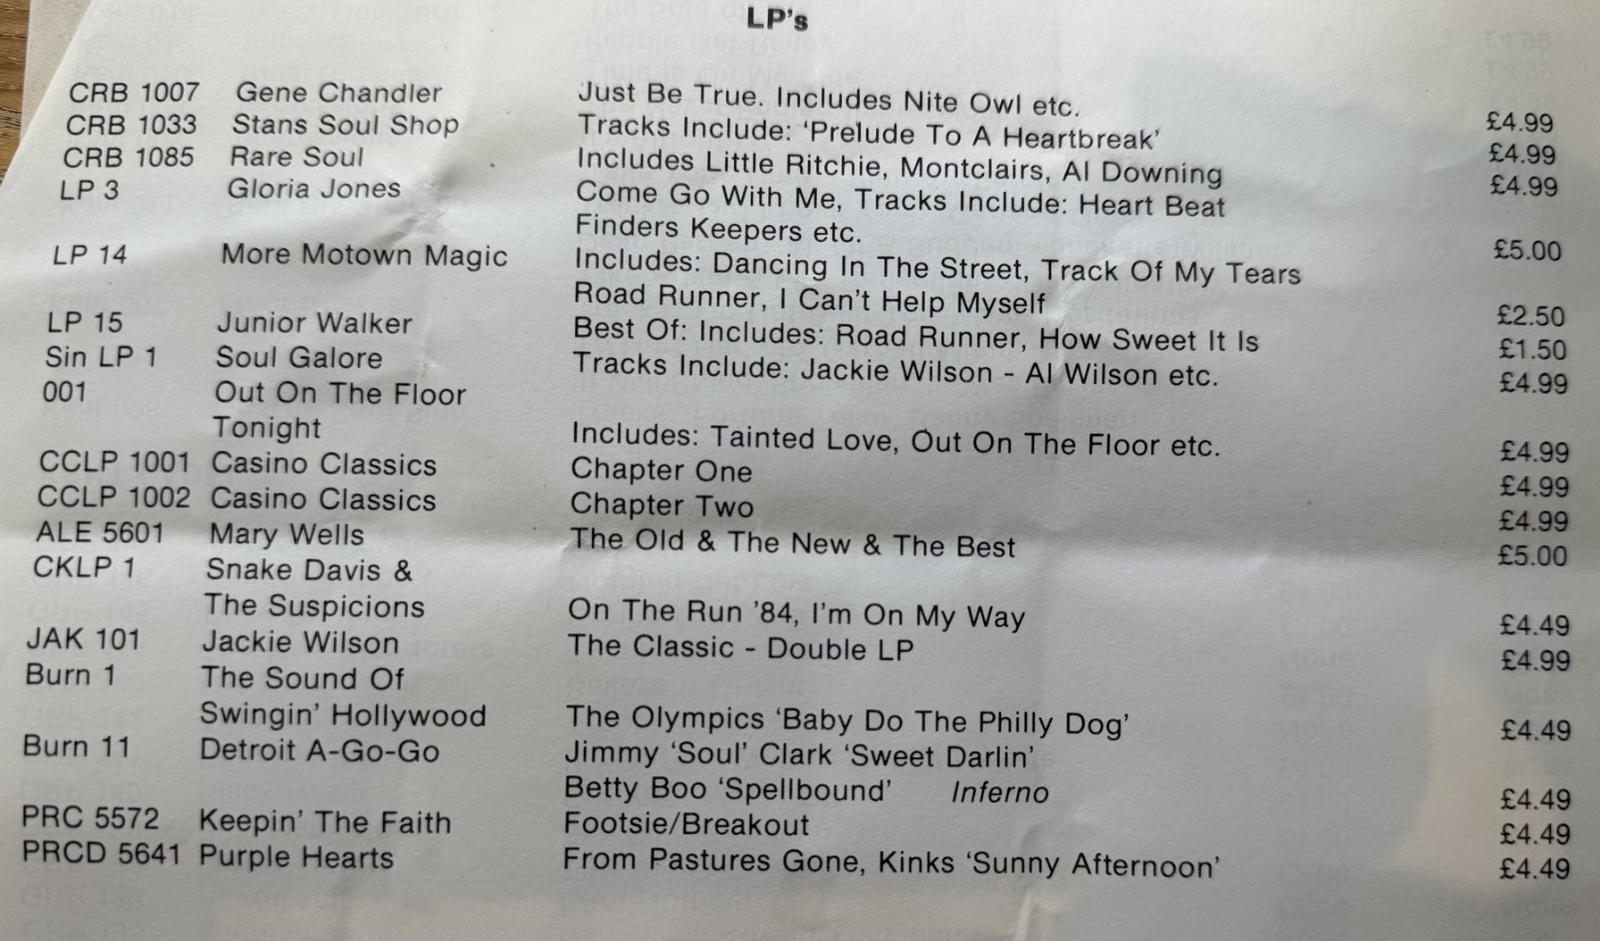 LP's
CRB 1007 Gene Chandler Just Be True. Includes Nite Owl etc. £4.99
CRB 1033 Stans Soul Shop Tracks Include: ‘Prelude To A Heartbreak’ £4.99
CRB 1085 Rare Soul Includes Little Ritchie, Montclairs, Al Downing £4.99
LP 3 Gloria Jones Come Go With Me, Tracks Include: Heart Beat
Finders Keepers etc. £5.00
LP 14 More Motown Magic Includes: Dancing In The Street, Track Of My Tears
Road Runner, I Can’t Help Myself £2.50
LP 15 Junior Walker Best Of: Includes: Road Runner, How Sweet It Is £1.50
Sin LP 1 Soul Galore Tracks Include: Jackie Wilson - Al Wilson etc. £4.99
001 Out On The Floor
Tonight Includes: Tainted Love, Out On The Floor etc. £4.99
CCLP 1001 Casino Classics Chapter One £4.99
CCLP 1002 Casino Classics Chapter Two £4.99
ALE 5601 Mary Wells The Old & The New & The Best £5.00
CKLP 1 Snake Davis &
The Suspicions On The Run ’84, I’m On My Way £4.49
JAK 101 Jackie Wilson The Classic - Double LP £4.99
Burn 1 The Sound Of
Swingin’ Hollywood The Olympics ‘Baby Do The Philly Dog’ £4.49
Burn 11 Detroit A-Go-Go Jimmy ‘Soul’ Clark ‘Sweet Darlin’
Betty Boo ‘Spellbound’ Inferno £4.49
PRC 5572 Keepin’ The Faith Footsie/Breakout £4.49
PRCD 5641 Purple Hearts From Pastures Gone, Kinks ‘Sunny Afternoon’ £4.49